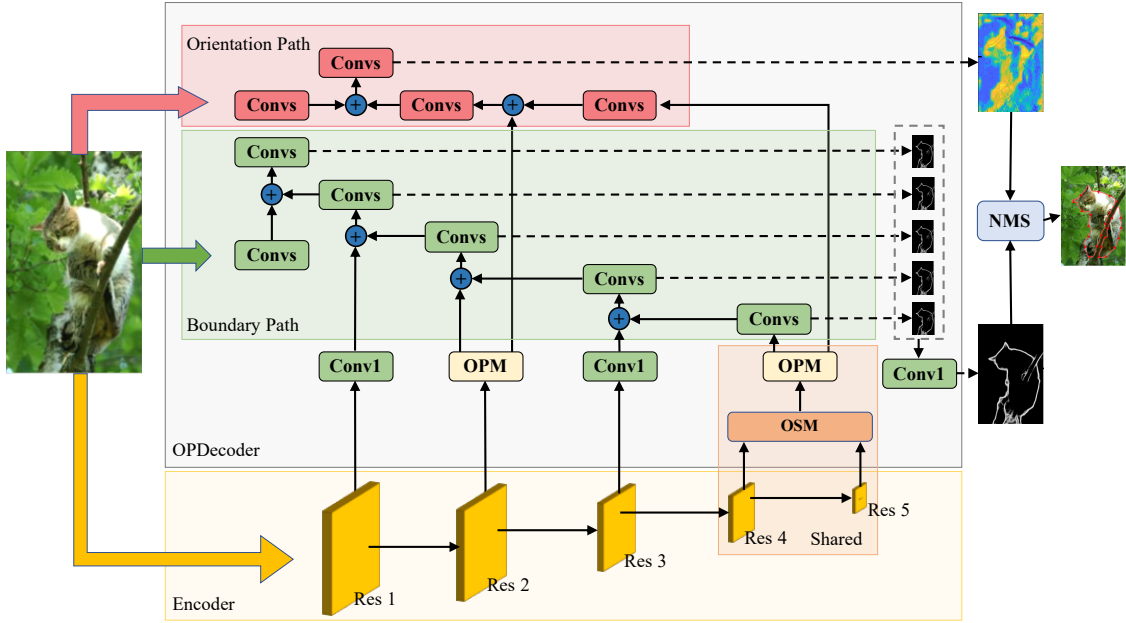 Orientation Path
Convs
Convs
+
Convs
+
Convs
Convs
+
Convs
Convs
+
Convs
+
Convs
+
Convs
Boundary Path
Conv1
OPM
Conv1
OPM
Conv1
NMS
OSM
OPDecoder
Res 1
Res 2
Res 3
Res 4
Res 5
Shared
Encoder